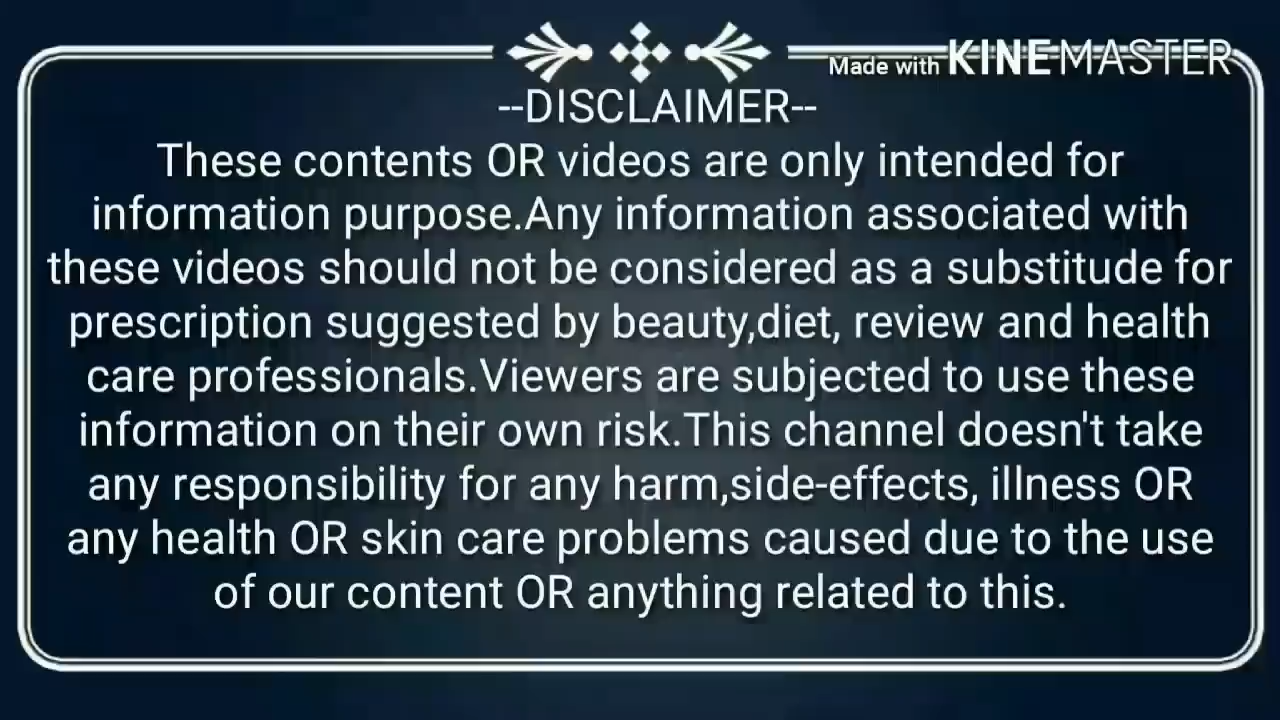 Made with KINEMASTER
--DISCLAIMER--
These contents OR videos are only intended for
information purpose.Any information associated with
these videos should not be considered as a substitude for
prescription suggested by beauty,diet, review and health
care professionals.Viewers are subjected to use these
information on their own risk.This channel doesn't take
any responsibility for any harm,side-effects, illness OR
any health OR skin care problems caused due to the use
of our content OR anything related to this.